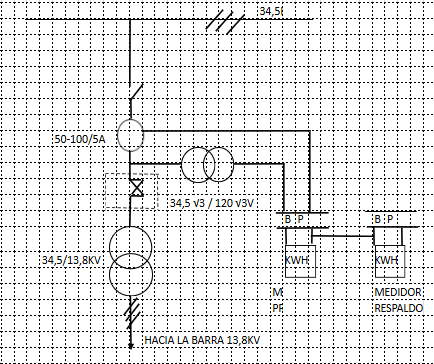 34,5
50-100/5A
34,5 √3 / 120 √3V
B P
B P
34,5/13,8KV
KWH
KWH
M
MEDIDOR
PF
RESPALDO
HACIA LA BARRA 13,8KV